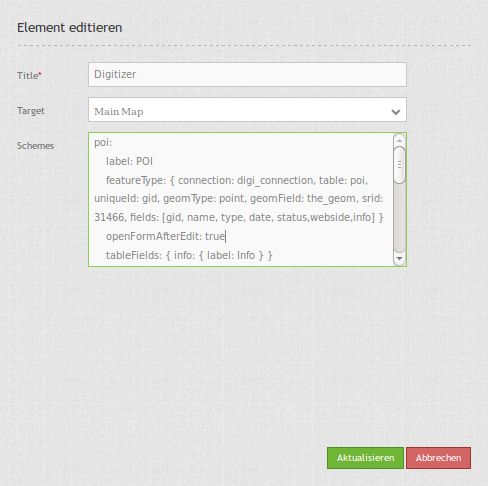 Element editieren
Title*
Digitizer
Target
Main Map
Schemes
poi:
label: POI
featureType: { connection: digi_connection, table: poi,
uniqueId: gid, geomType: point, geomField: the_geom, srid:
31466, fields: [gid, name, type, date, status,webside,info] }
openFormAfterEdit: true
tableFields: { info: { label: Info } }
Aktualisieren
Abbrechen